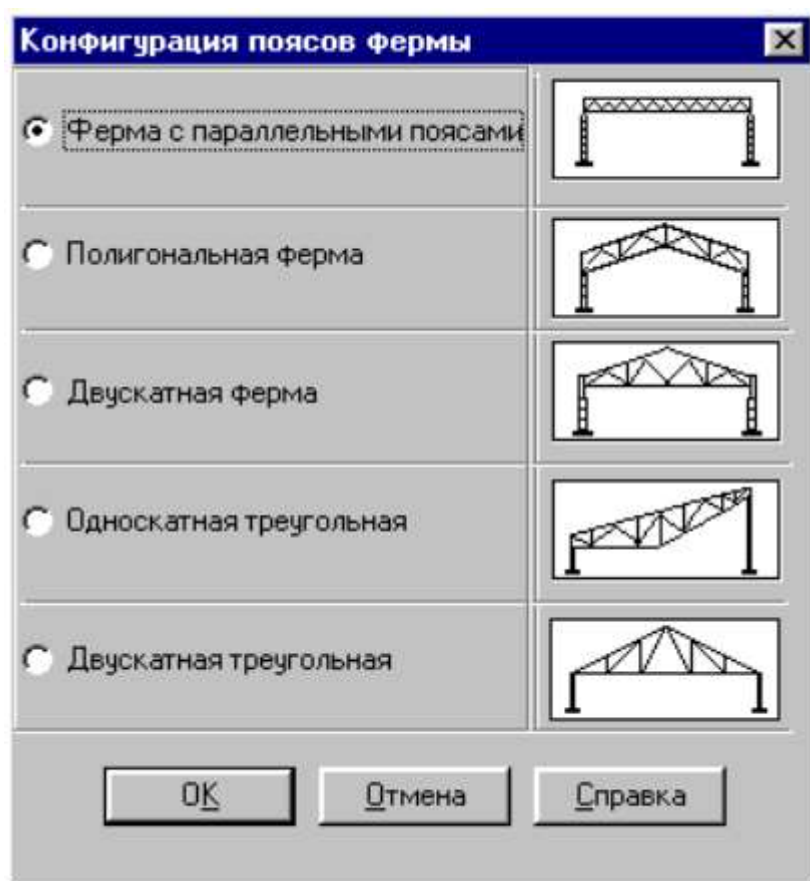 Конфигурация поясов фермы
Ферма с параллельными поясами
Полигональная ферма
Двускатная ферма
Односкатная треугольная
Двускатная треугольная
OK
Отмена
Справка